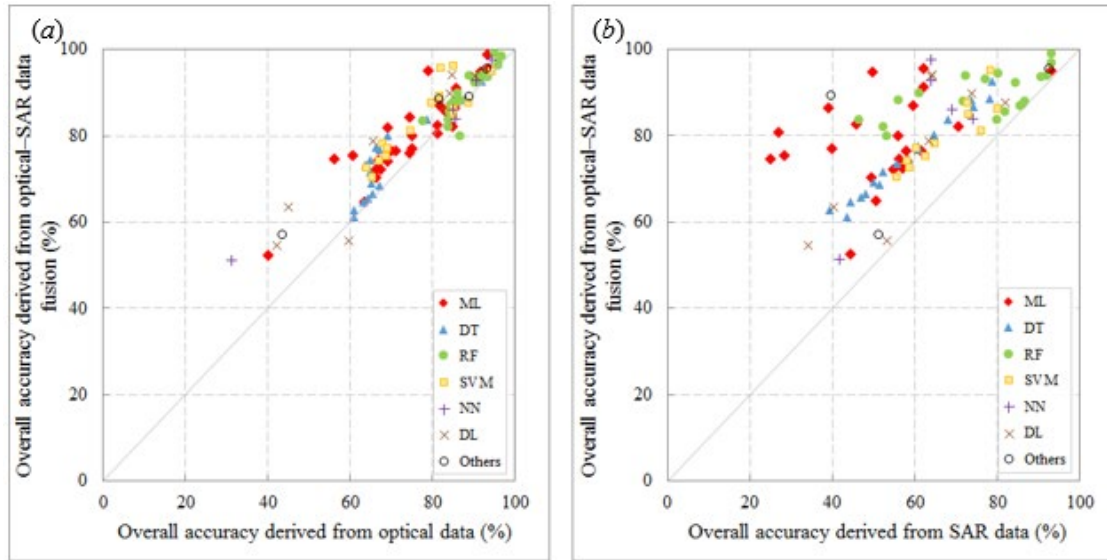 (a)
Overall accuracy derived from optical–SAR data
fusion (%)
100
80
60
40
20
0
0 20 40 60 80 100
Overall accuracy derived from optical data (%)
ML
DT
RF
SVM
NN
DL
Others
(b)
Overall accuracy derived from optical–SAR data
fusion (%)
100
80
60
40
20
0
0 20 40 60 80 100
Overall accuracy derived from SAR data (%)
ML
DT
RF
SVM
NN
DL
Others